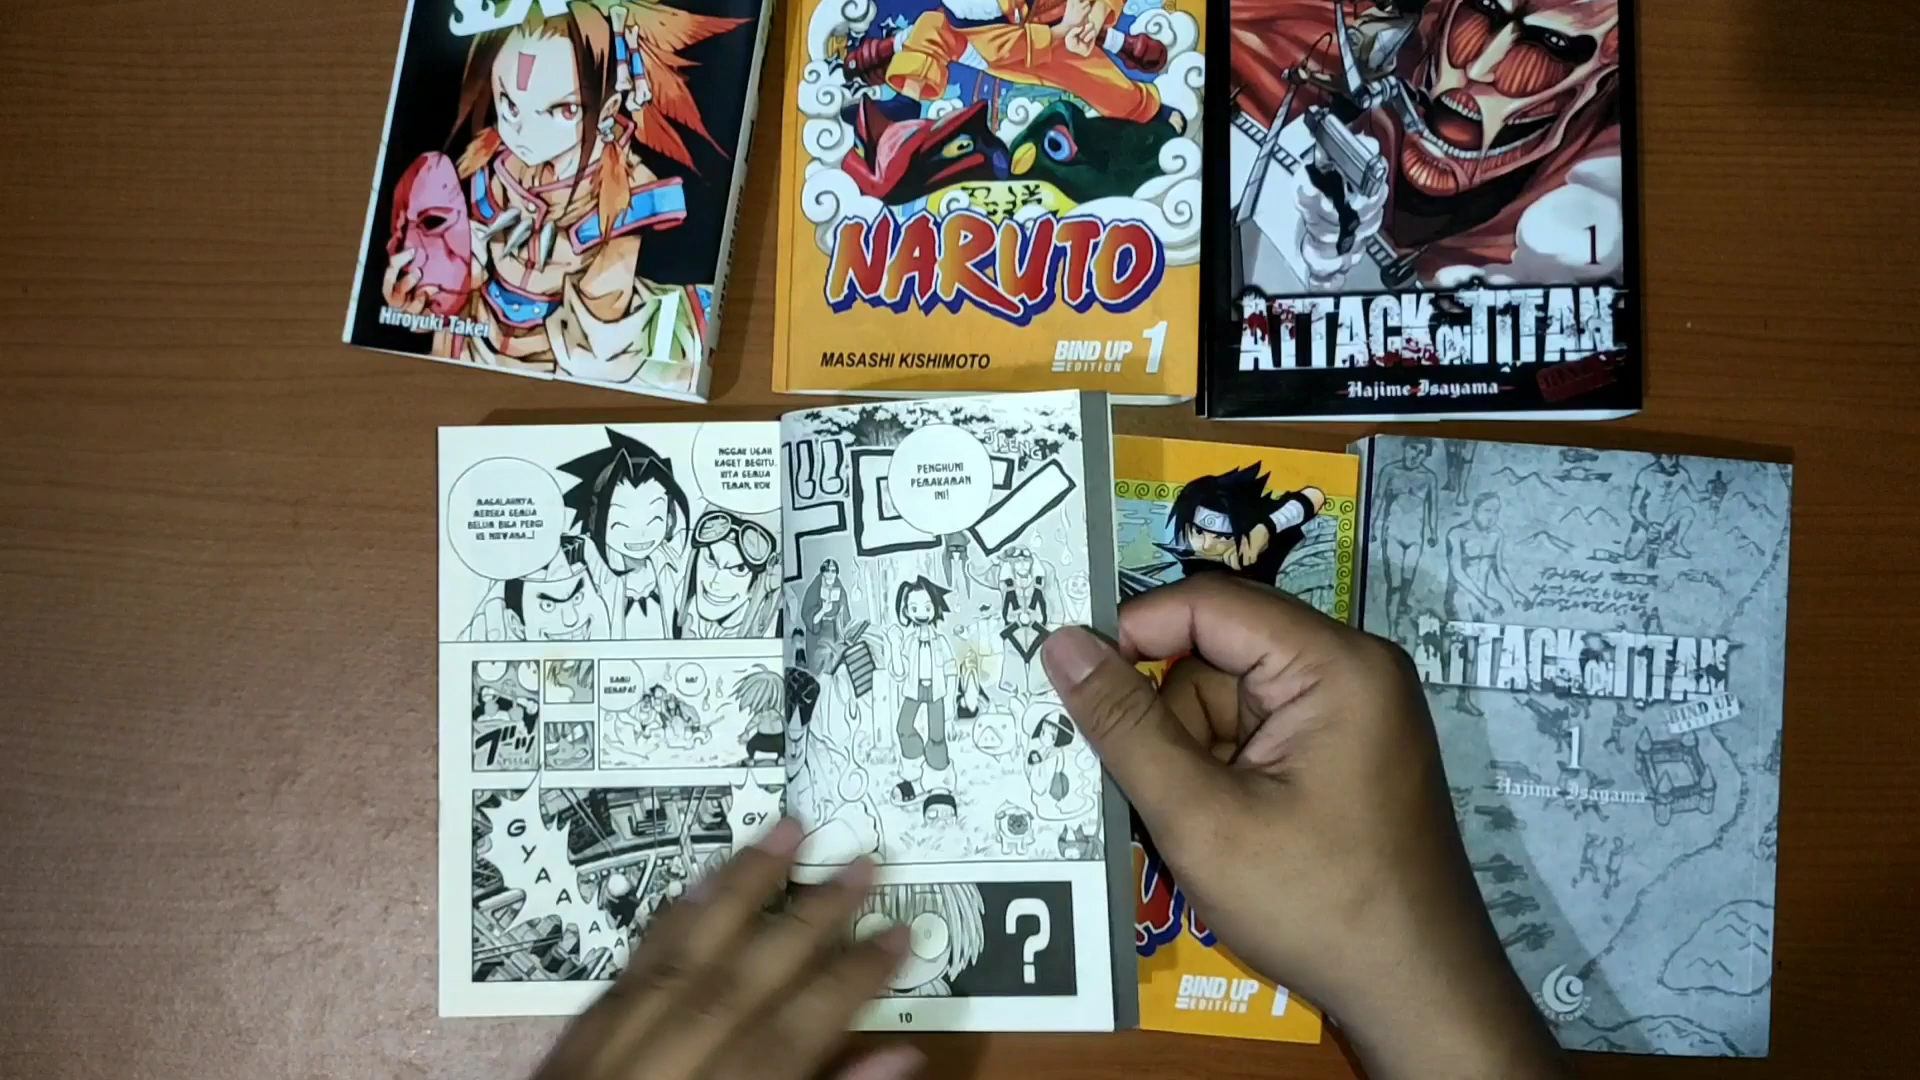 Hiroyuki Takei
1
NARUTO
MASASHI KISHIMOTO
BIND UP
EDITION
1
1
ATTACK ON TITAN
Hajime Isayama
MASALAHNYA,
MEREKA SEMUA
BELUM BISA PERGI
KE NIRWANA...!
NGGAK USAH
KAGET BEGITU.
KITA SEMUA
TEMAN, KOK
PENGHUNI
PEMAKAMAN
INI!
JRENG
KAMU
KENAPA?
GYAAAAA
GY
?
10
BIND UP
EDITION
1
ATTACK ON TITAN
BIND UP
1
Hajime Isayama